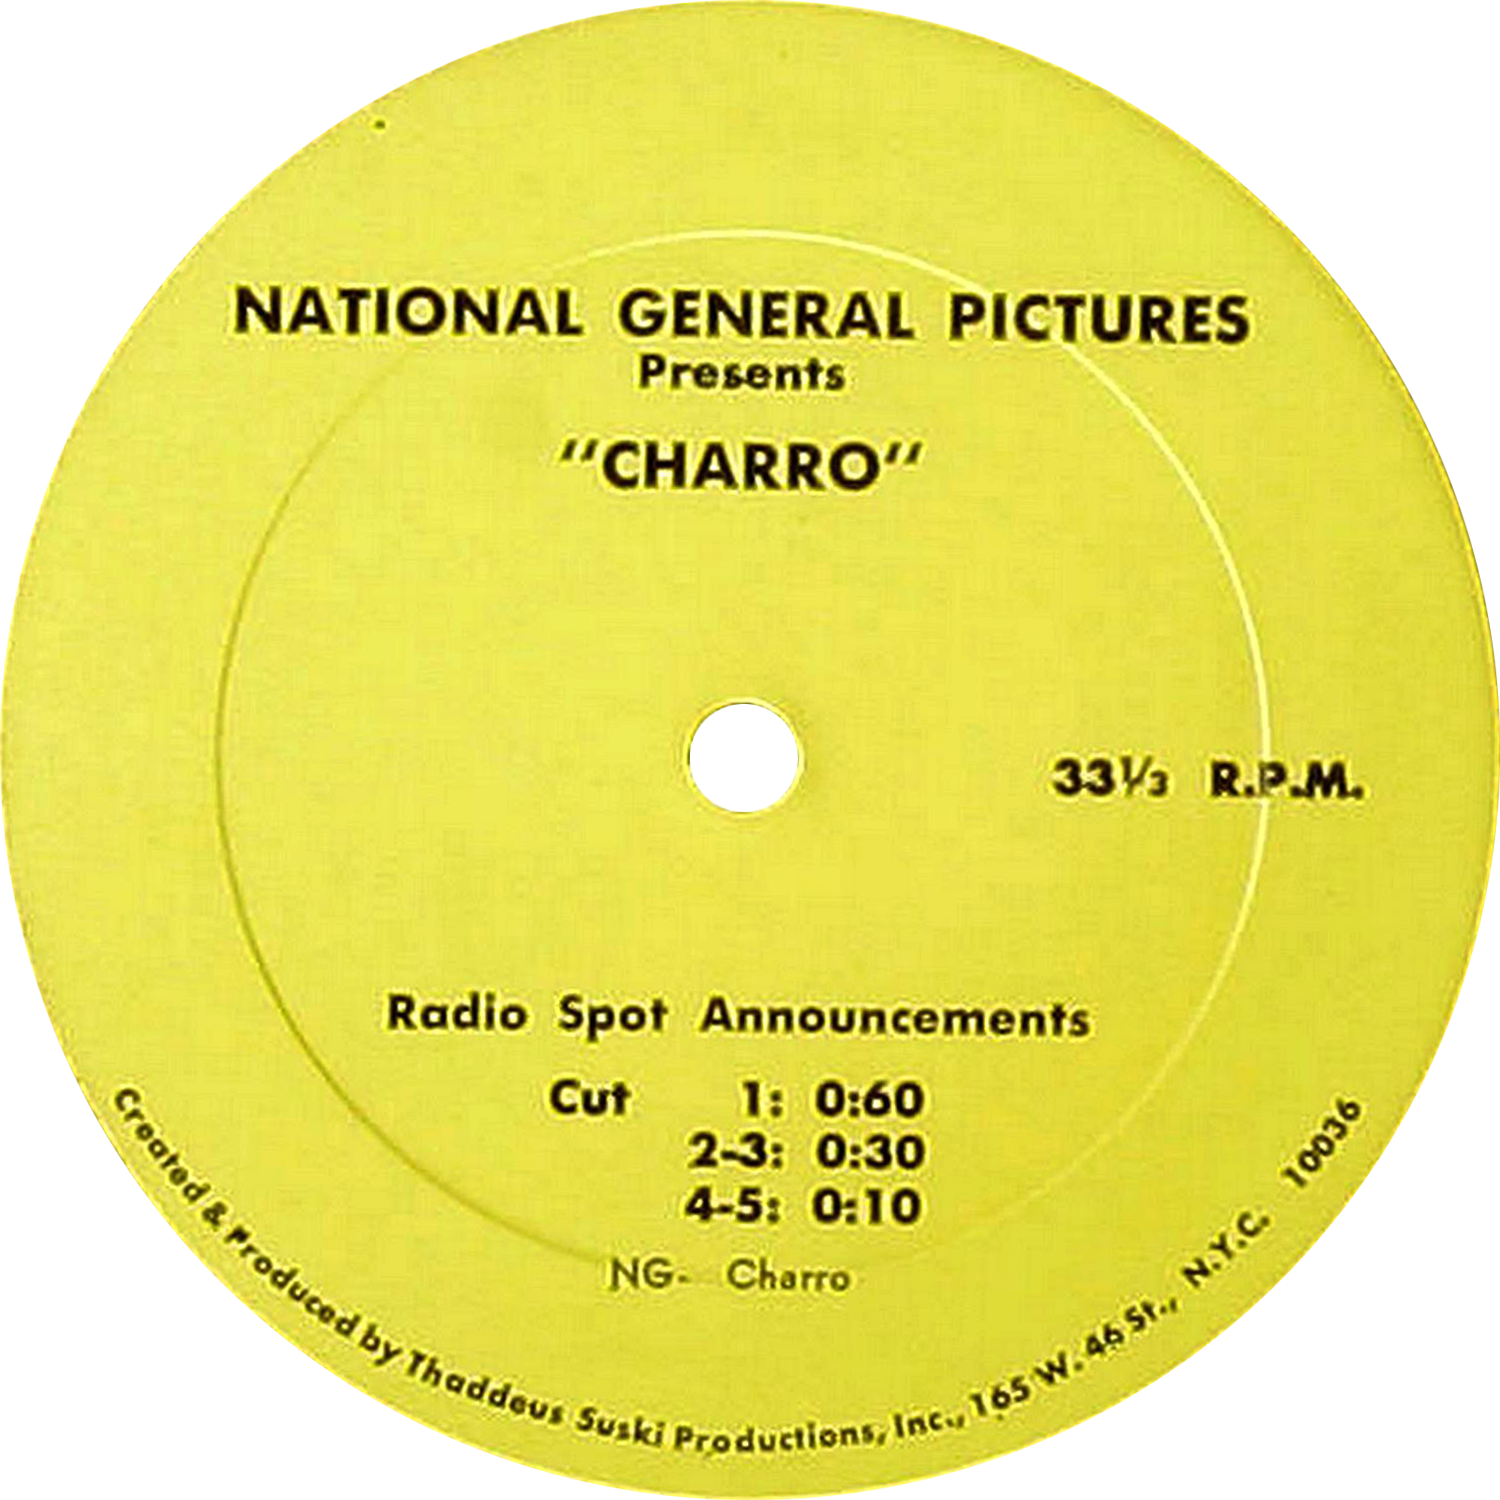 NATIONAL GENERAL PICTURES
Presents
"CHARRO"
33⅓ R.P.M.
Radio Spot Announcements
Cut 1: 0:60
2-3: 0:30
4-5: 0:10
NG- Charro
Created & Produced by Thaddeus Suski Productions, Inc., 165 W. 46 St., N.Y.C. 10036